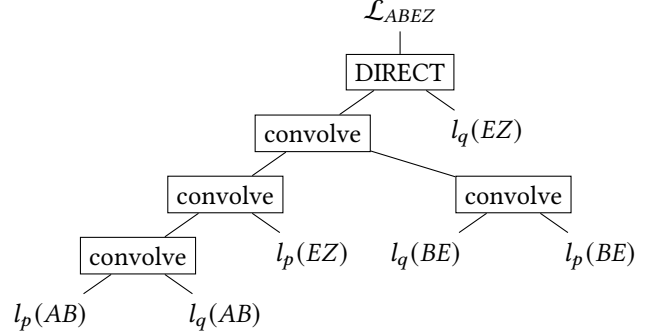 ℒ_ABEZ
DIRECT
convolve l_q(EZ)
convolve convolve
convolve l_p(EZ) l_q(BE) l_p(BE)
l_p(AB) l_q(AB)